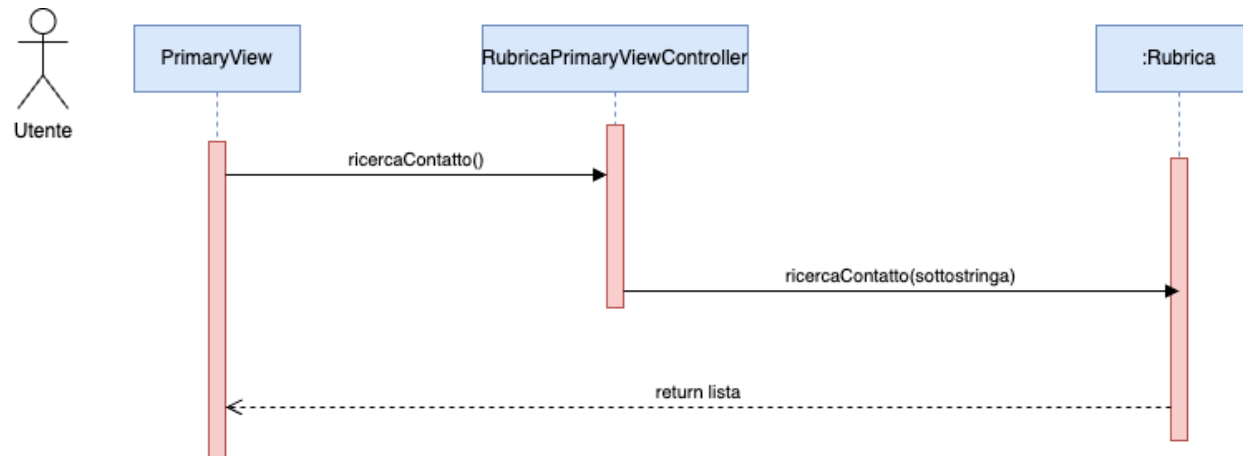 PrimaryView
RubricaPrimaryViewController
:Rubrica
Utente
ricercaContatto()
ricercaContatto(sottostringa)
return lista